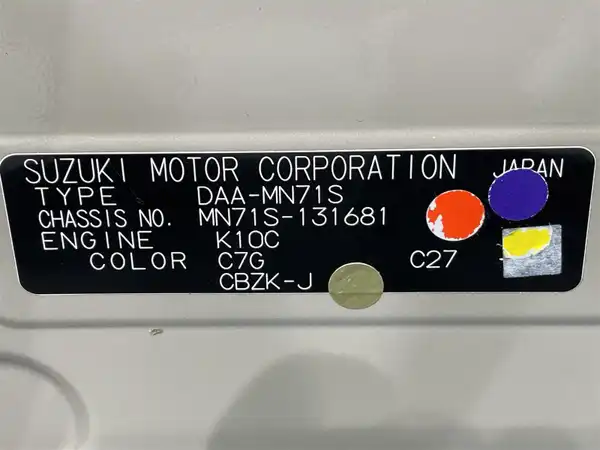 SUZUKI MOTOR CORPORATION JAPAN
TYPE DAA-MN71S
CHASSIS NO. MN71S-131681
ENGINE K10C
COLOR C7G C27
CBZK-J